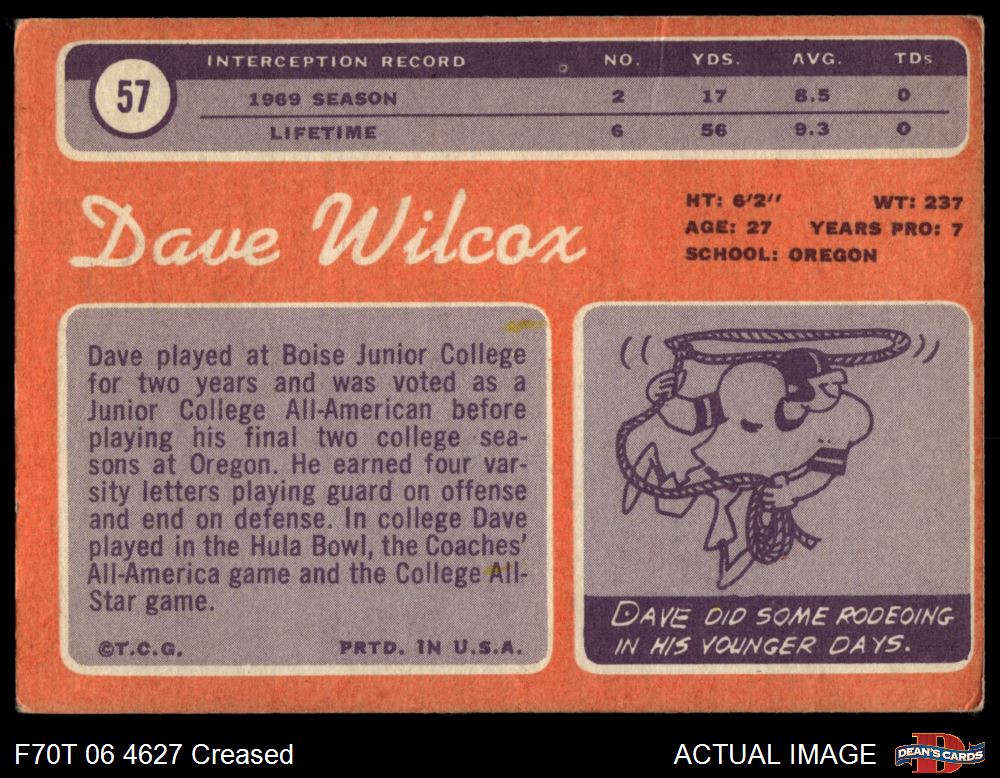 57
INTERCEPTION RECORD NO. YDS. AVG. TDs
1969 SEASON 2 17 8.5 0
LIFETIME 6 56 9.3 0
Dave Wilcox
HT: 6'2'' WT: 237
AGE: 27 YEARS PRO: 7
SCHOOL: OREGON
Dave played at Boise Junior College
for two years and was voted as a
Junior College All-American before
playing his final two college sea-
sons at Oregon. He earned four var-
sity letters playing guard on offense
and end on defense. In college Dave
played in the Hula Bowl, the Coaches'
All-America game and the College All-
Star game.
©T.C.G. PRTD. IN U.S.A.
DAVE DID SOME RODEOING
IN HIS YOUNGER DAYS.
F70T 06 4627 Creased
ACTUAL IMAGE
DEAN'S CARDS